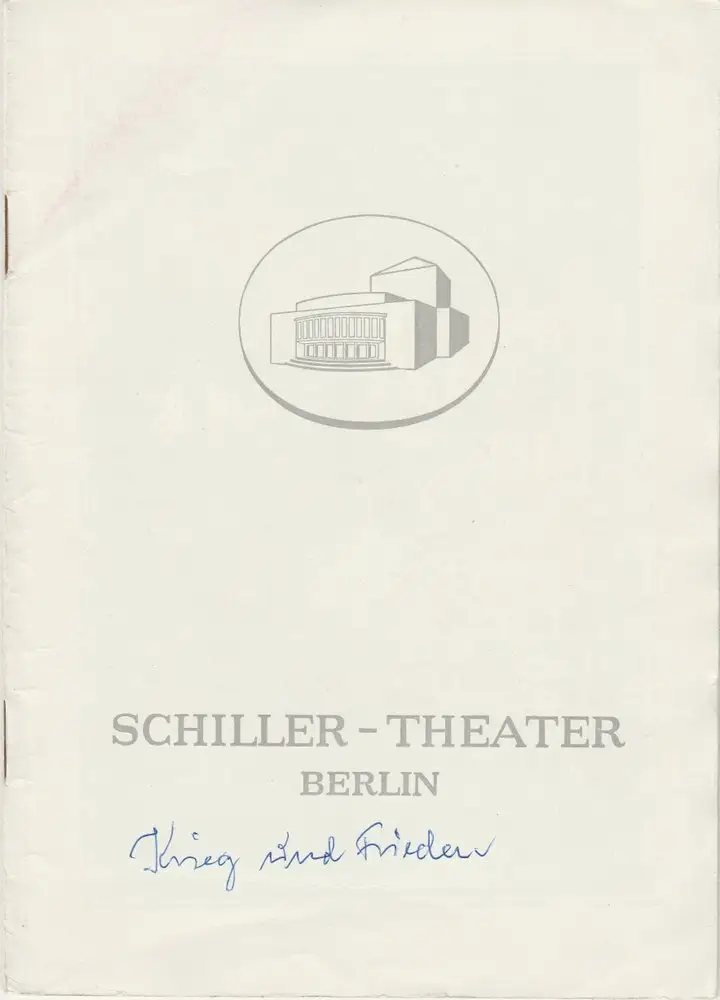 SCHILLER - THEATER
BERLIN
Krieg und Frieden